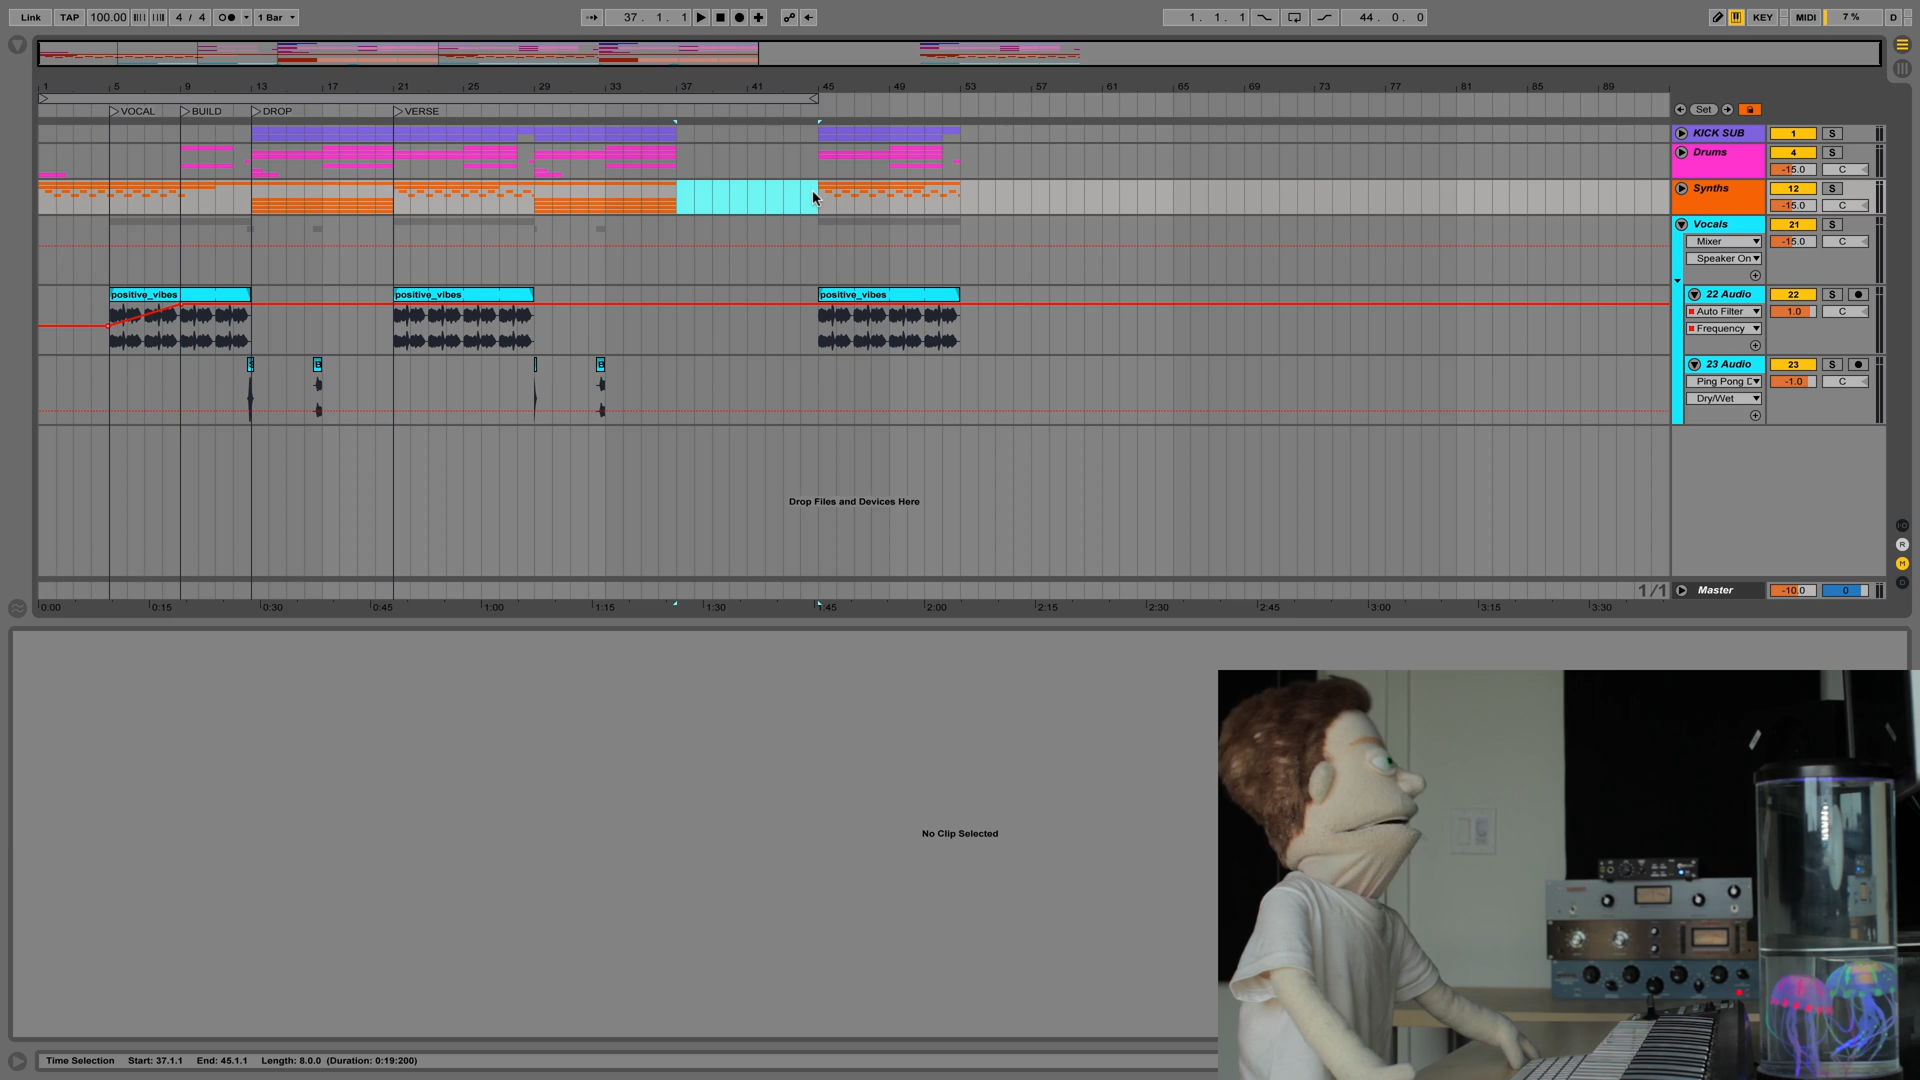 Link TAP 100.00 4 / 4 1 Bar 37. 1. 1 1. 1. 1 44. 0. 0 KEY MIDI 7 % D
1 5 9 13 17 21 25 29 33 37 41 45 49 53 57 61 65 69 73 77 81 85 89
VOCAL BUILD DROP VERSE Set
KICK SUB 1 S
Drums 4 S
-15.0 C
Synths 12 S
-15.0 C
Vocals 21 S
Mixer -15.0 C
Speaker On
positive_vibes positive_vibes positive_vibes 22 Audio 22 S
Auto Filter 1.0 C
Frequency
B B 23 Audio 23 S
Ping Pong -1.0 C
Dry/Wet
Drop Files and Devices Here
R
M
D
1/1 Master -10.0 0
0:00 0:15 0:30 0:45 1:00 1:15 1:30 1:45 2:00 2:15 2:30 2:45 3:00 3:15 3:30
No Clip Selected
Time Selection Start: 37.1.1 End: 45.1.1 Length: 8.0.0 (Duration: 0:19:200)